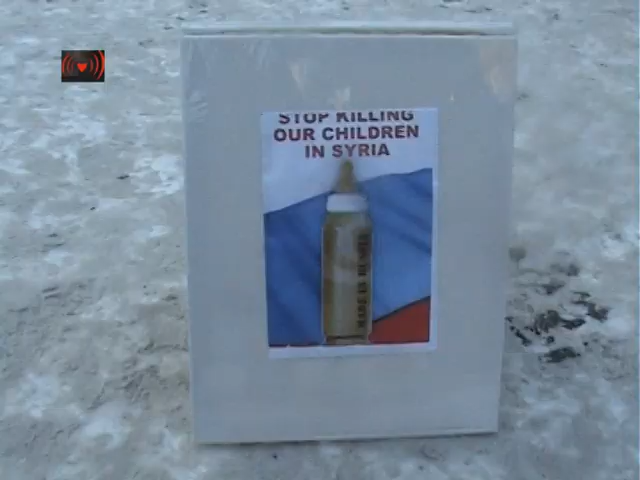 STOP KILLING
OUR CHILDREN
IN SYRIA
MADE IN RUSSIA